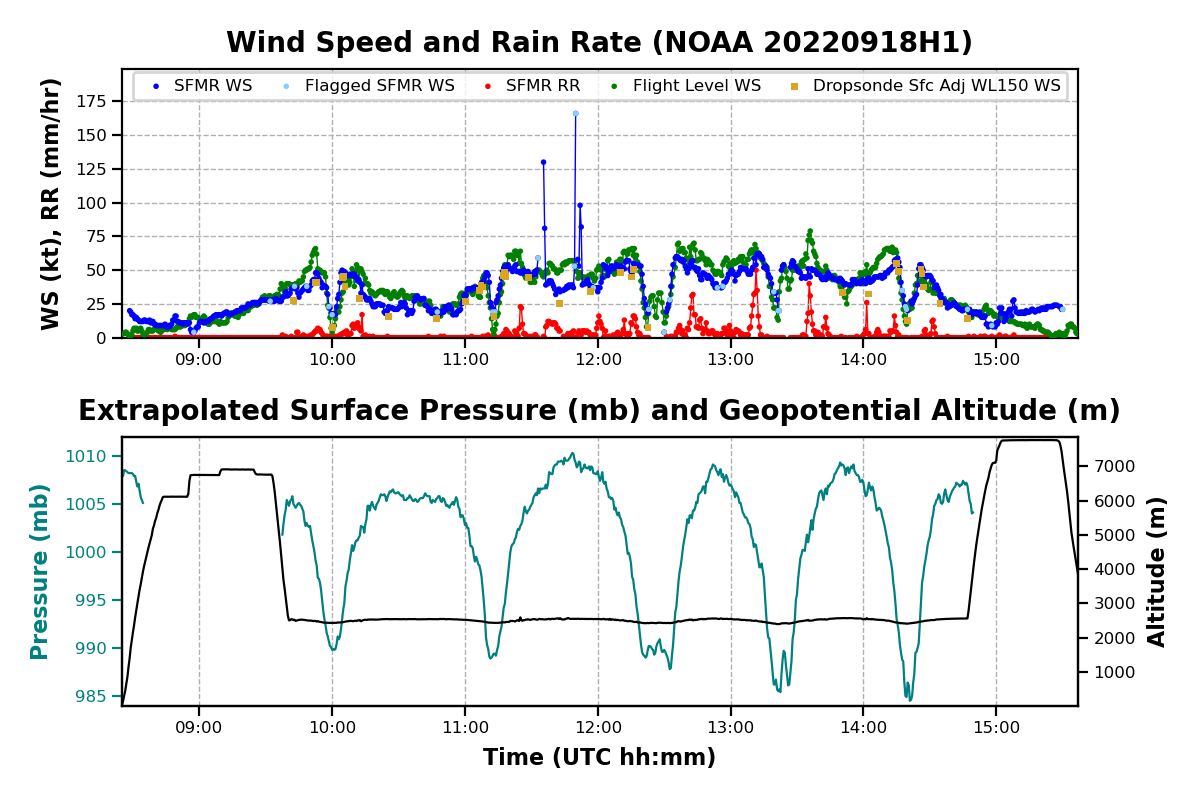 Wind Speed and Rain Rate (NOAA 20220918H1)
SFMR WS Flagged SFMR WS SFMR RR Flight Level WS Dropsonde Sfc Adj WL150 WS
WS (kt), RR (mm/hr)
175
150
125
100
75
50
25
0
09:00 10:00 11:00 12:00 13:00 14:00 15:00
Extrapolated Surface Pressure (mb) and Geopotential Altitude (m)
Pressure (mb)
1010
1005
1000
995
990
985
7000
6000
5000
4000
3000
2000
1000
Altitude (m)
09:00 10:00 11:00 12:00 13:00 14:00 15:00
Time (UTC hh:mm)